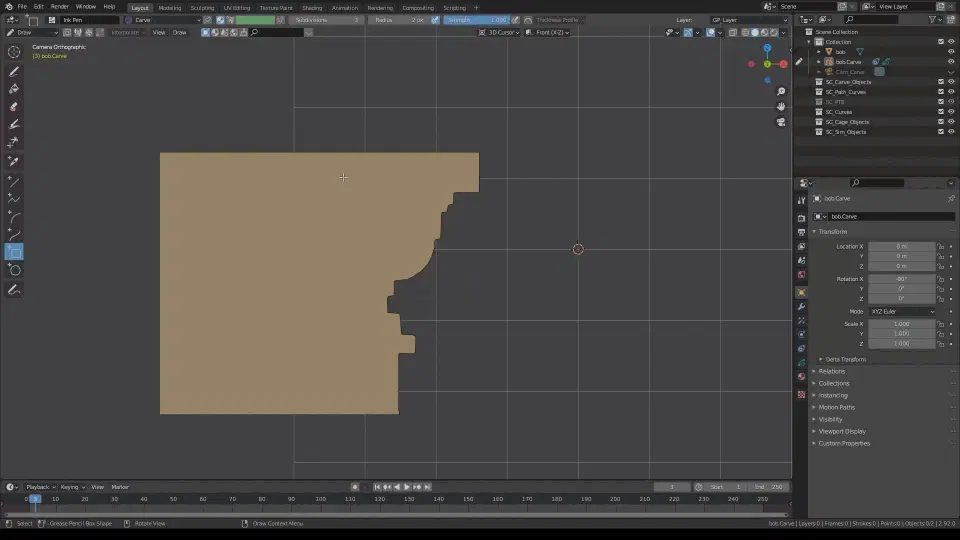 File Edit Render Window Help Layout Modeling Sculpting UV Editing Texture Paint Shading Animation Rendering Compositing Scripting + Scene View Layer
Ink Pen Carve Subdivisions 3 Radius 2 px Strength 1.000 Thickness Profile Layer: GP_Layer
Draw Interpolate View Draw 3D Cursor Front (X-Z)
Camera Orthographic
(3) bob.Carve
Scene Collection
Collection
bob
bob.Carve
Cam_Carve
SC_Carve_Objects
SC_Path_Curves
SC_PTB
SC_Curves
SC_Cage_Objects
SC_Sim_Objects
bob.Carve
bob.Carve
Transform
Location X 0 m
Y 0 m
Z 0 m
Rotation X -90°
Y 0°
Z 0°
Mode XYZ Euler
Scale X 1.000
Y 1.000
Z 1.000
Delta Transform
Relations
Collections
Instancing
Motion Paths
Visibility
Viewport Display
Custom Properties
Playback Keying View Marker 3 Start 1 End 250
0 3 10 20 30 40 50 60 70 80 90 100 110 120 130 140 150 160 170 180 190 200 210 220 230 240 250
Select Grease Pencil Box Shape Rotate View Draw Context Menu bob.Carve | Layers:0 | Frames:0 | Strokes:0 | Points:0 | Objects:0/2 | 2.92.0